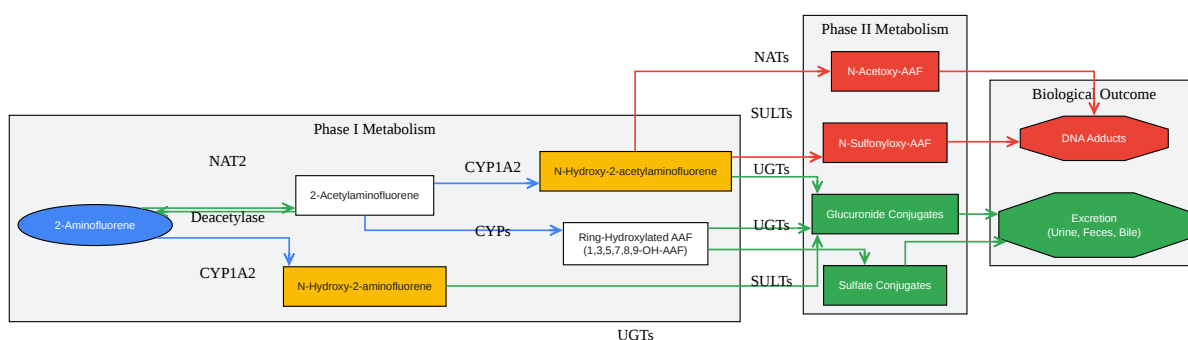 Phase I Metabolism
NAT2
2-Aminofluorene
Deacetylase
CYP1A2
2-Acetylaminofluorene
CYP1A2
CYPs
N-Hydroxy-2-acetylaminofluorene
Ring-Hydroxylated AAF
(1,3,5,7,8,9-OH-AAF)
N-Hydroxy-2-aminofluorene
NATs
SULTs
UGTs
UGTs
SULTs
UGTs
Phase II Metabolism
N-Acetoxy-AAF
N-Sulfonyloxy-AAF
Glucuronide Conjugates
Sulfate Conjugates
Biological Outcome
DNA Adducts
Excretion
(Urine, Feces, Bile)